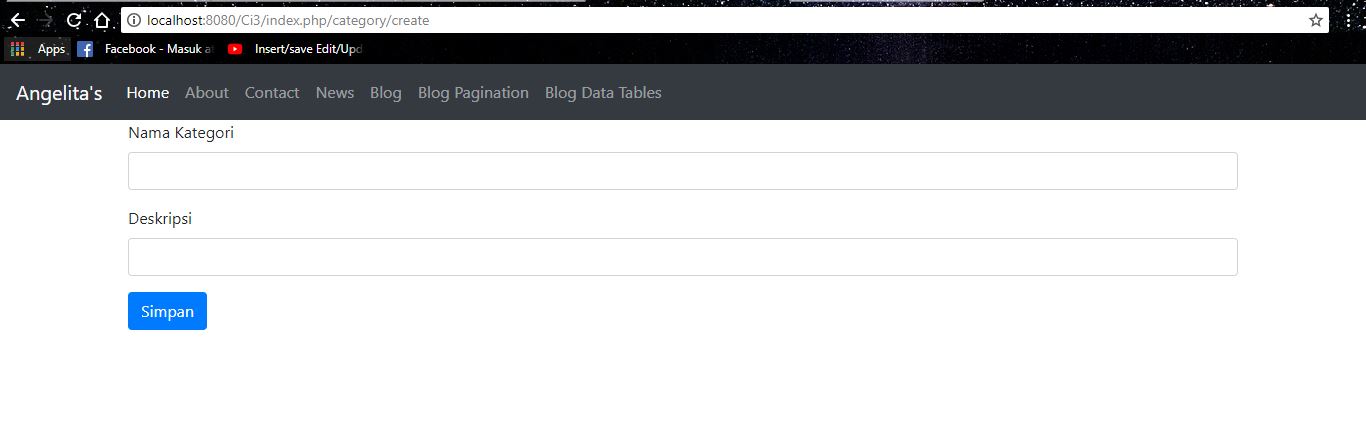 localhost:8080/Ci3/index.php/category/create
Apps Facebook - Masuk at Insert/save Edit/Upd
Angelita's Home About Contact News Blog Blog Pagination Blog Data Tables
Nama Kategori
Deskripsi
Simpan